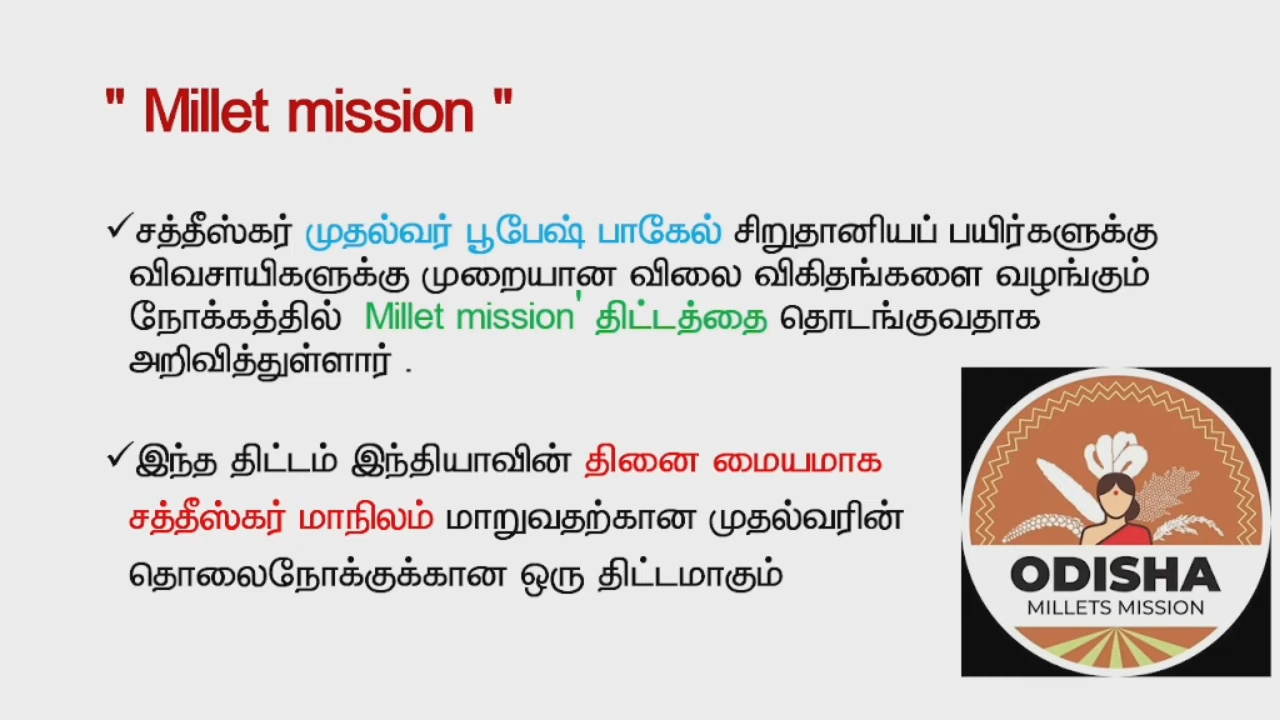 " Millet mission "
✓சத்தீஸ்கர் முதல்வர் பூபேஷ் பாகேல் சிறுதானியப் பயிர்களுக்கு
விவசாயிகளுக்கு முறையான விலை விகிதங்களை வழங்கும்
நோக்கத்தில் Millet mission' திட்டத்தை தொடங்குவதாக
அறிவித்துள்ளார் .
✓இந்த திட்டம் இந்தியாவின் தினை மையமாக
சத்தீஸ்கர் மாநிலம் மாறுவதற்கான முதல்வரின்
தொலைநோக்குக்கான ஒரு திட்டமாகும்
ODISHA
MILLETS MISSION